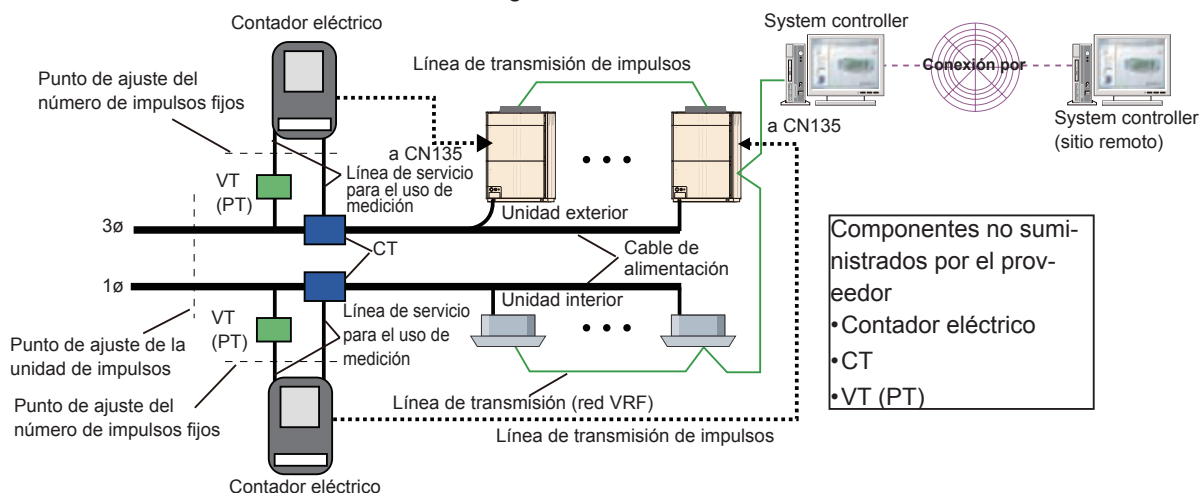 Contador eléctrico
System controller
Punto de ajuste del
número de impulsos fijos
Línea de transmisión de impulsos
Conexión por
System controller
(sitio remoto)
a CN135
a CN135
VT
(PT)
Línea de servicio
para el uso de
medición
3ø
Unidad exterior
CT
Cable de
alimentación
1ø
Unidad interior
VT
(PT)
Línea de servicio
para el uso de
medición
Punto de ajuste de la
unidad de impulsos
Punto de ajuste del
número de impulsos fijos
Línea de transmisión (red VRF)
Línea de transmisión de impulsos
Contador eléctrico
Componentes no sumi-
nistrados por el prov-
eedor
•Contador eléctrico
•CT
•VT (PT)